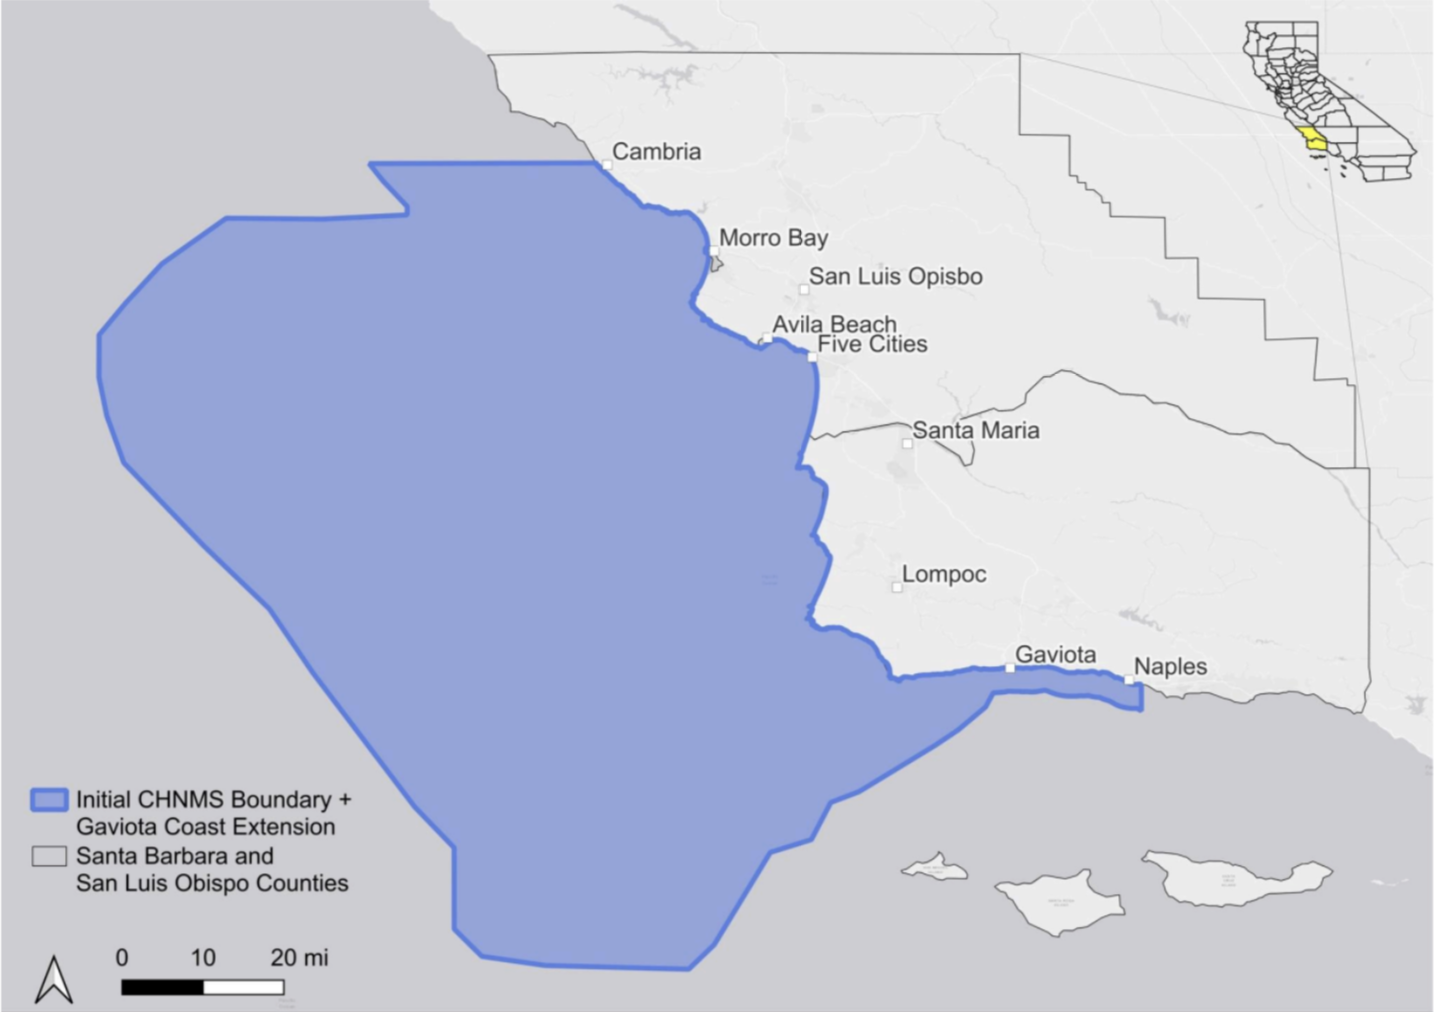 Cambria
Morro Bay
San Luis Opisbo
Avila Beach
Five Cities
Santa Maria
Lompoc
Gaviota
Naples
Initial CHNMS Boundary +
Gaviota Coast Extension
Santa Barbara and
San Luis Obispo Counties
0 10 20 mi